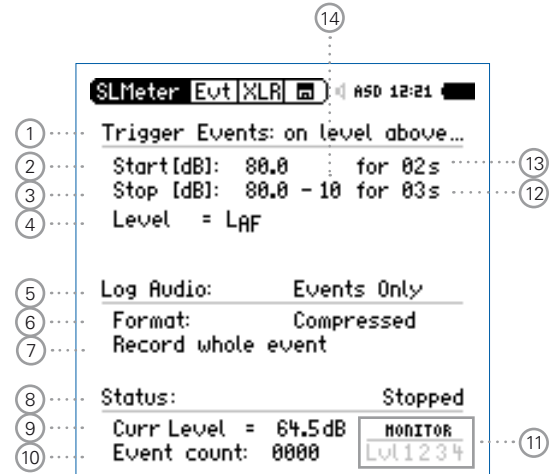 14
SLMeter Evt XLR ASD 12:21
1 Trigger Events: on level above...
2 Start[dB]: 80.0 for 02s 13
3 Stop [dB]: 80.0 -10 for 03s 12
4 Level = LAF
5 Log Audio: Events Only
6 Format: Compressed
7 Record whole event
8 Status: Stopped
9 Curr Level = 64.5dB MONITOR
10 Event count: 0000 Lvl1234 11